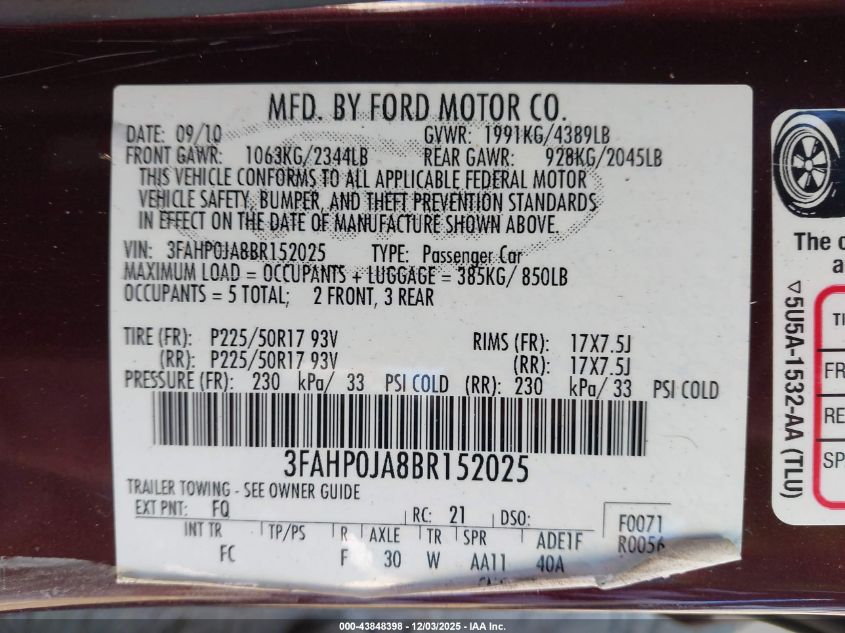 MFD. BY FORD MOTOR CO.
DATE: 09/10 GVWR: 1991KG/4389LB
FRONT GAWR: 1063KG/2344LB REAR GAWR: 928KG/2045LB
THIS VEHICLE CONFORMS TO ALL APPLICABLE FEDERAL MOTOR
VEHICLE SAFETY, BUMPER, AND THEFT PREVENTION STANDARDS
IN EFFECT ON THE DATE OF MANUFACTURE SHOWN ABOVE.
VIN: 3FAHP0JA8BR152025 TYPE: Passenger Car
MAXIMUM LOAD = OCCUPANTS + LUGGAGE = 385KG/ 850LB
OCCUPANTS = 5 TOTAL; 2 FRONT, 3 REAR
TIRE (FR): P225/50R17 93V RIMS (FR): 17X7.5J
(RR): P225/50R17 93V (RR): 17X7.5J
PRESSURE (FR): 230 kPa/ 33 PSI COLD (RR): 230 kPa/ 33 PSI COLD
3FAHP0JA8BR152025
TRAILER TOWING - SEE OWNER GUIDE
EXT PNT: FQ RC: 21 DSO: F0071
INT TR TP/PS R AXLE TR SPR ADE1F R0056
FC F 30 W AA11 40A
The
5U5A-1532-AA (TLU)
TI
FR
RE
SP
000-43848398 - 12/03/2025 - IAA Inc.